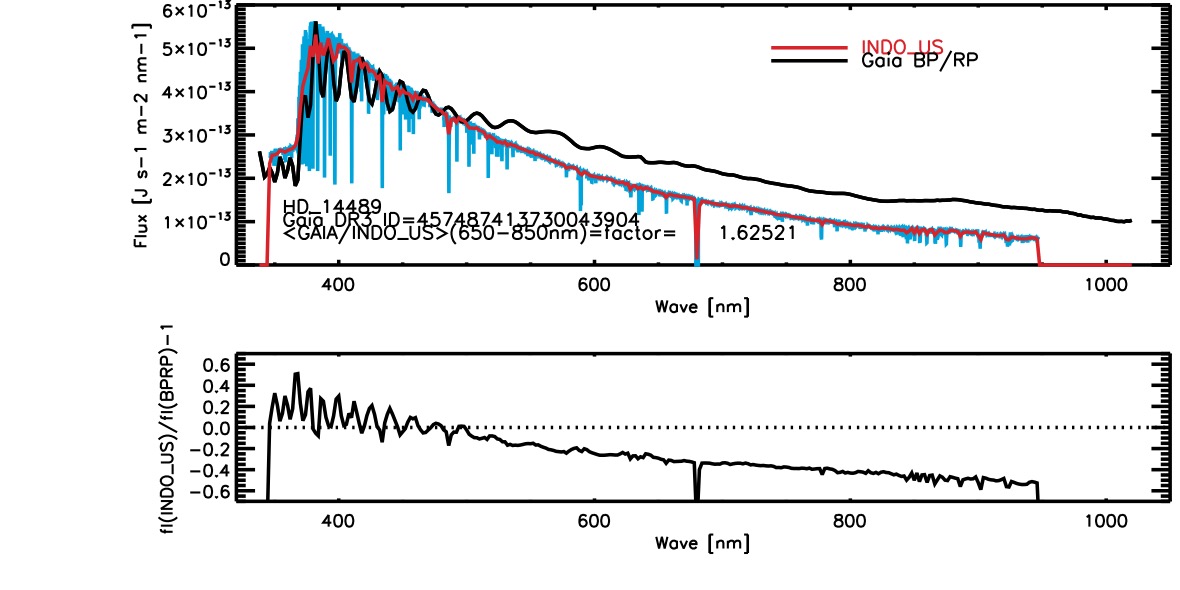 6×10−13
5×10−13
4×10−13
3×10−13
2×10−13
1×10−13
0
Flux [J s−1 m−2 nm−1]
INDO_US
Gaia BP/RP
HD_14489
Gaia DR3 ID=4574874137300043904
<GAIA/INDO_US>(650−850nm)=factor= 1.62521
400 600 800 1000
Wave [nm]
0.6
0.4
0.2
0.0
−0.2
−0.4
−0.6
fl(INDO_US)/fl(BPRP)−1
400 600 800 1000
Wave [nm]